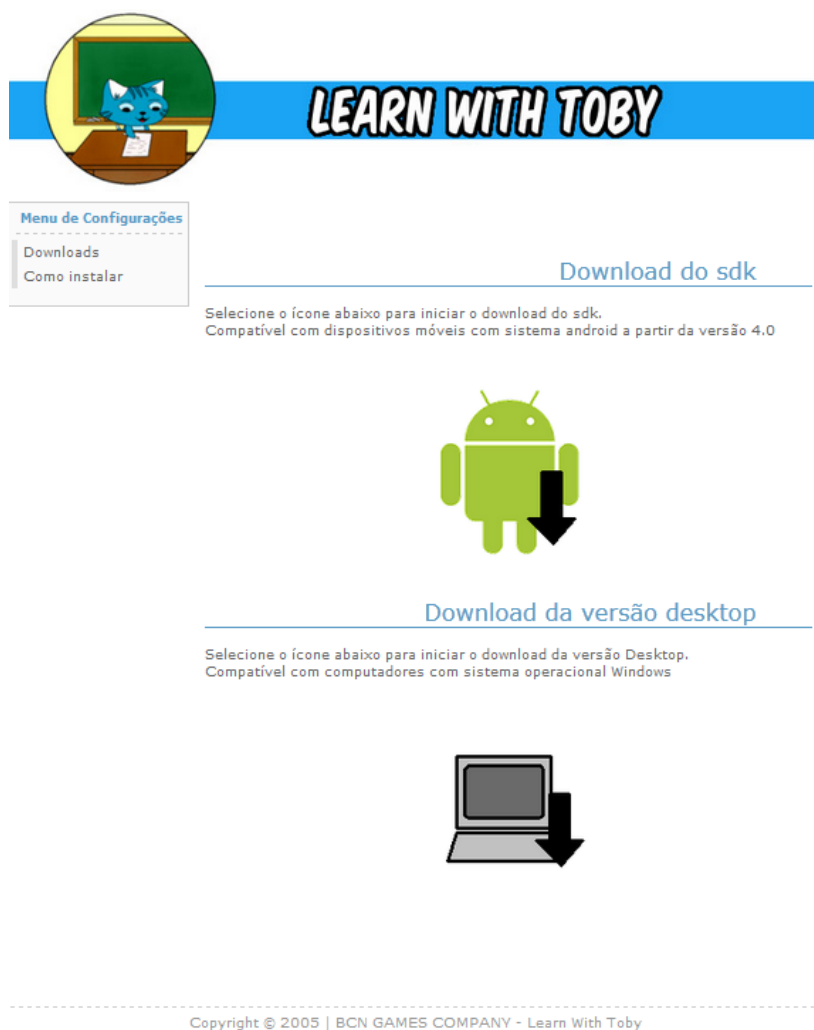 LEARN WITH TOBY
Menu de Configurações
Downloads
Como instalar
Download do sdk
Selecione o ícone abaixo para iniciar o download do sdk.
Compatível com dispositivos móveis com sistema android a partir da versão 4.0
Download da versão desktop
Selecione o ícone abaixo para iniciar o download da versão Desktop.
Compatível com computadores com sistema operacional Windows
Copyright © 2005 | BCN GAMES COMPANY - Learn With Toby